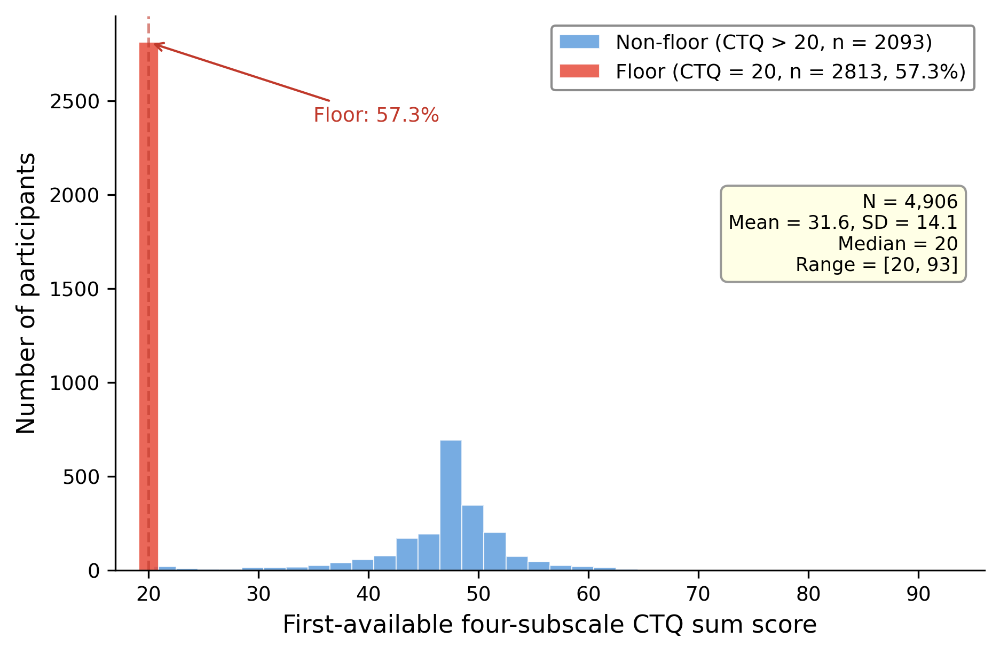 Non-floor (CTQ > 20, n = 2093)
Floor (CTQ = 20, n = 2813, 57.3%)
Floor: 57.3%
N = 4,906
Mean = 31.6, SD = 14.1
Median = 20
Range = [20, 93]
Number of participants
2500
2000
1500
1000
500
0
20 30 40 50 60 70 80 90
First-available four-subscale CTQ sum score